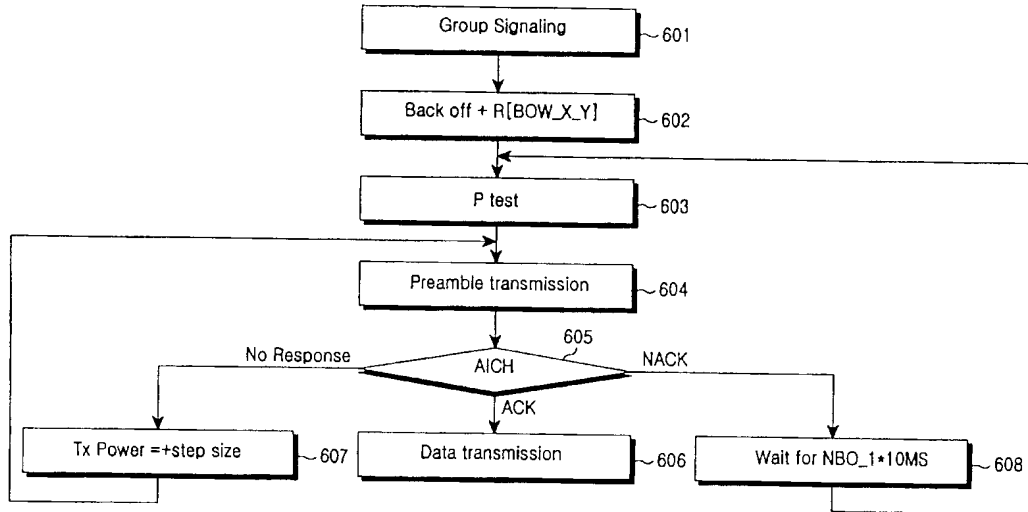 Group Signaling
601
Back off + R[BOW_X_Y]
602
P test
603
Preamble transmission
604
605
No Response
AICH
NACK
ACK
Tx Power =+step size
607
Data transmission
606
Wait for NBO_1*10MS
608